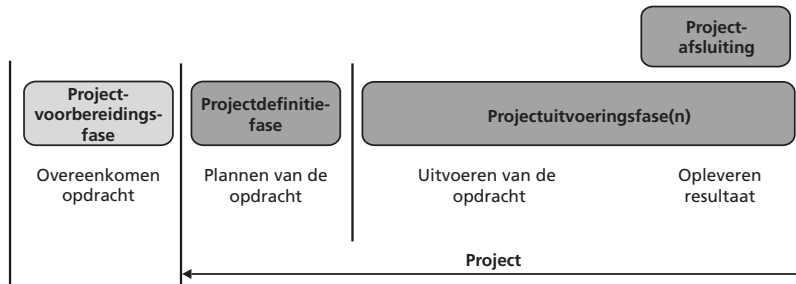 Project-
afsluiting
Project-
voorbereidings-
fase
Projectdefinitie-
fase
Projectuitvoeringsfase(n)
Overeenkomen
opdracht
Plannen van de
opdracht
Uitvoeren van de
opdracht
Opleveren
resultaat
Project